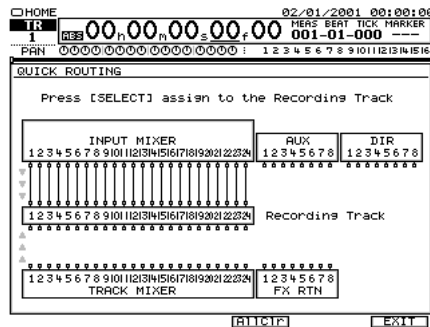 HOME 02/01/2001 00:00:00
TR 1 ABS 00h00m00s00f00 MEAS BEAT TICK MARKER
001-01-000 ---
PAN 1 2 3 4 5 6 7 8 9 10 11 12 13 14 15 16
QUICK ROUTING
Press [SELECT] assign to the Recording Track
INPUT MIXER AUX DIR
1 2 3 4 5 6 7 8 9 10 11 12 13 14 15 16 17 18 19 20 21 22 23 24 1 2 3 4 5 6 7 8 1 2 3 4 5 6 7 8
1 2 3 4 5 6 7 8 9 10 11 12 13 14 15 16 17 18 19 20 21 22 23 24 Recording Track
1 2 3 4 5 6 7 8 9 10 11 12 13 14 15 16 17 18 19 20 21 22 23 24 1 2 3 4 5 6 7 8
TRACK MIXER FX RTN
AllClr EXIT